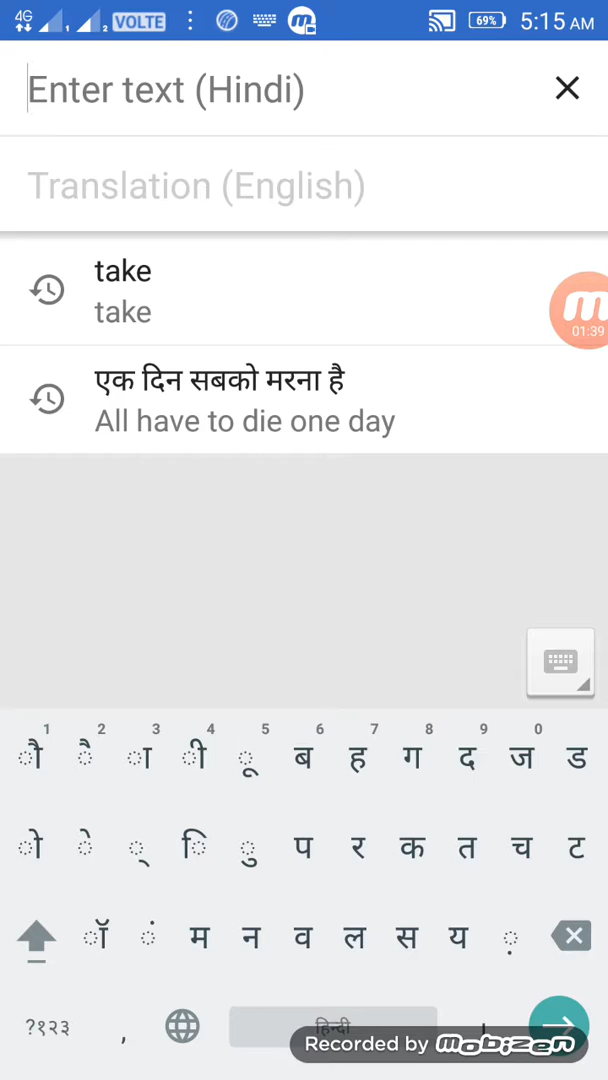 4G 1 2 VOLTE 69% 5:15 AM
Enter text (Hindi)
Translation (English)
take
take
01:39
एक दिन सबको मरना है
All have to die one day
1 2 3 4 5 6 7 8 9 0
ौ ै ा ी ू ब ह ग द ज ड
ो े ् ि ु प र क त च ट
ॉ ं म न व ल स य ़
?१२३ , हिन्दी
Recorded by mobizen